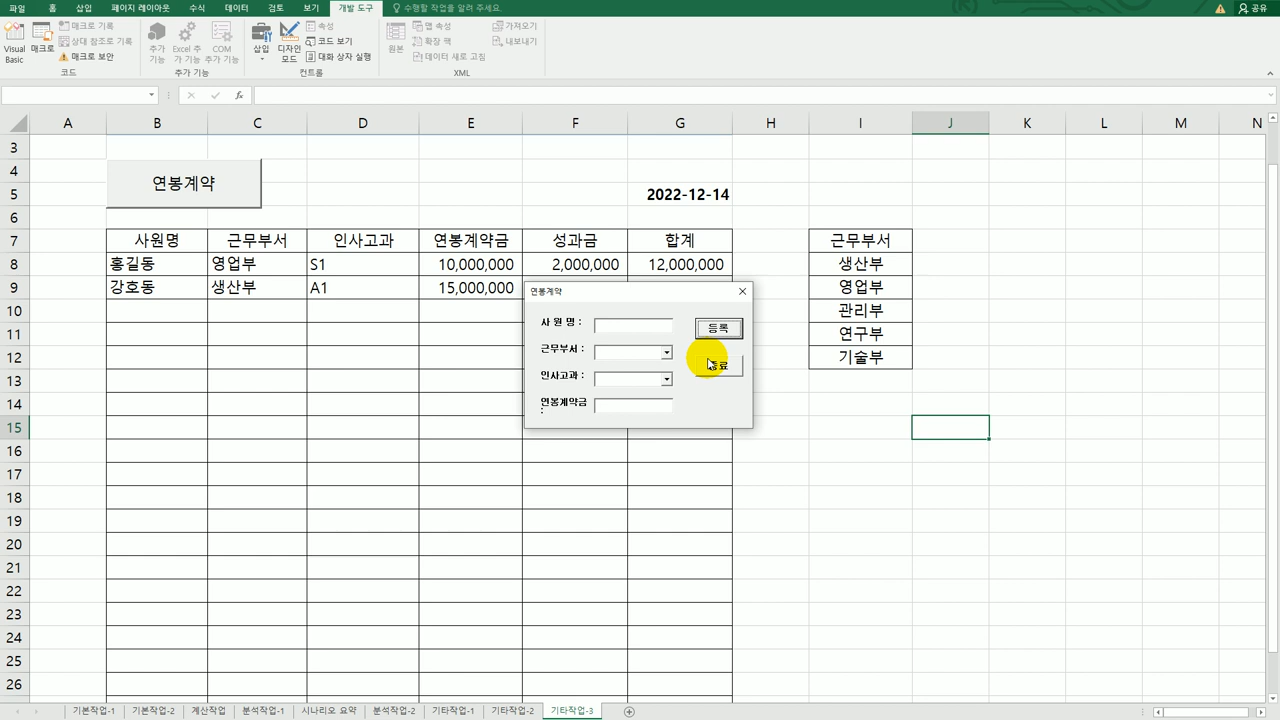 파일 홈 삽입 페이지 레이아웃 수식 데이터 검토 보기 개발 도구 수행할 작업을 알려 주세요. 공유
Visual Basic
매크로
매크로 기록
상대 참조로 기록
매크로 보안
코드
추가 기능
Excel 추가 기능
COM 추가 기능
추가 기능
삽입
디자인 모드
속성
코드 보기
대화 상자 실행
컨트롤
원본
맵 속성
확장 팩
데이터 새로 고침
가져오기
내보내기
XML
fx
A B C D E F G H I J K L M N
3
4
연봉계약
5 2022-12-14
6
7 사원명 근무부서 인사고과 연봉계약금 성과금 합계 근무부서
8 홍길동 영업부 S1 10,000,000 2,000,000 12,000,000 생산부
9 강호동 생산부 A1 15,000,000 영업부
10 관리부
11 연구부
12 기술부
13
14
15
16
17
18
19
20
21
22
23
24
25
26
연봉계약
사 원 명 : 등록
근무부서 :
종료
인사고과 :
연봉계약금
:
기본작업-1 기본작업-2 계산작업 분석작업-1 시나리오 요약 분석작업-2 기타작업-1 기타작업-2 기타작업-3